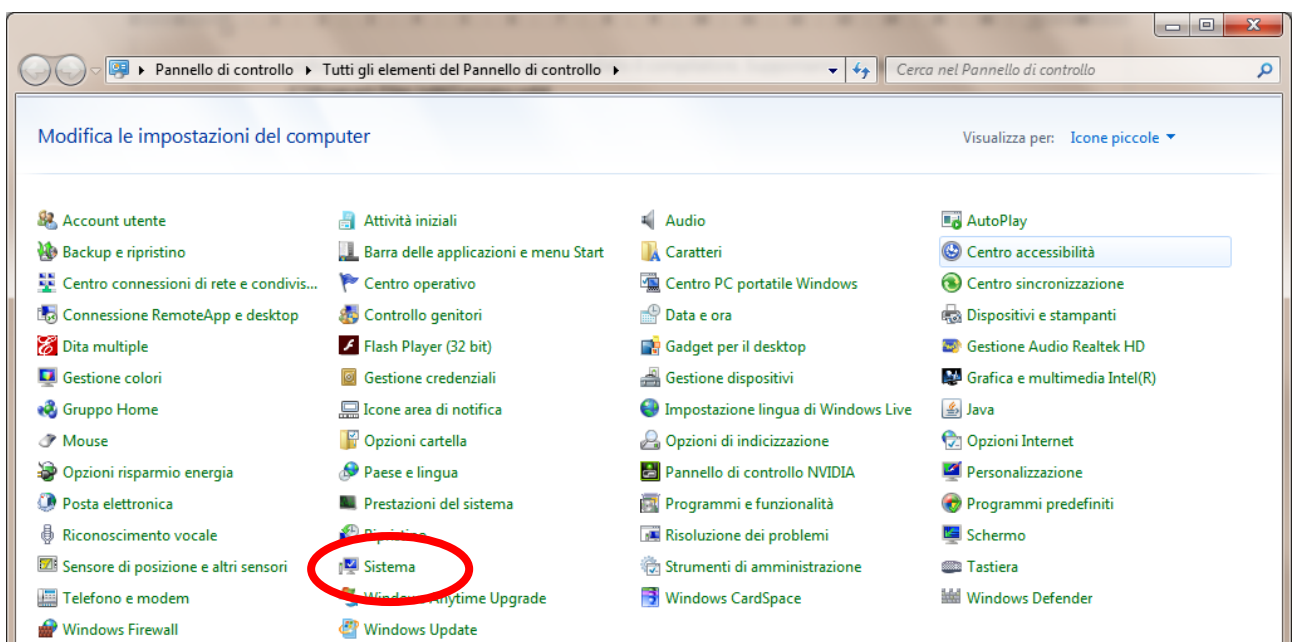 Pannello di controllo Tutti gli elementi del Pannello di controllo Cerca nel Pannello di controllo
Modifica le impostazioni del computer Visualizza per: Icone piccole
Account utente Attività iniziali Audio AutoPlay
Backup e ripristino Barra delle applicazioni e menu Start Caratteri Centro accessibilità
Centro connessioni di rete e condivis... Centro operativo Centro PC portatile Windows Centro sincronizzazione
Connessione RemoteApp e desktop Controllo genitori Data e ora Dispositivi e stampanti
Dita multiple Flash Player (32 bit) Gadget per il desktop Gestione Audio Realtek HD
Gestione colori Gestione credenziali Gestione dispositivi Grafica e multimedia Intel(R)
Gruppo Home Icone area di notifica Impostazione lingua di Windows Live Java
Mouse Opzioni cartella Opzioni di indicizzazione Opzioni Internet
Opzioni risparmio energia Paese e lingua Pannello di controllo NVIDIA Personalizzazione
Posta elettronica Prestazioni del sistema Programmi e funzionalità Programmi predefiniti
Riconoscimento vocale Ripristino Risoluzione dei problemi Schermo
Sensore di posizione e altri sensori Sistema Strumenti di amministrazione Tastiera
Telefono e modem Windows Anytime Upgrade Windows CardSpace Windows Defender
Windows Firewall Windows Update